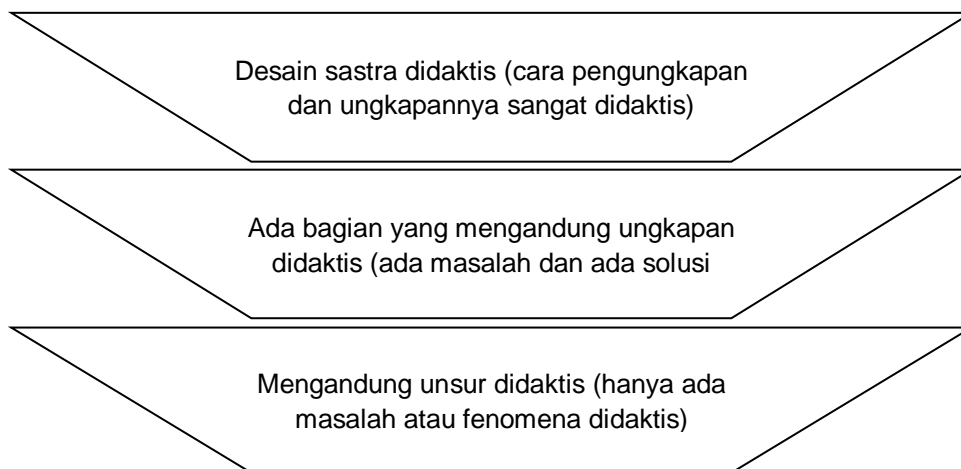 Desain sastra didaktis (cara pengungkapan
dan ungkapannya sangat didaktis)
Ada bagian yang mengandung ungkapan
didaktis (ada masalah dan ada solusi
Mengandung unsur didaktis (hanya ada
masalah atau fenomena didaktis)